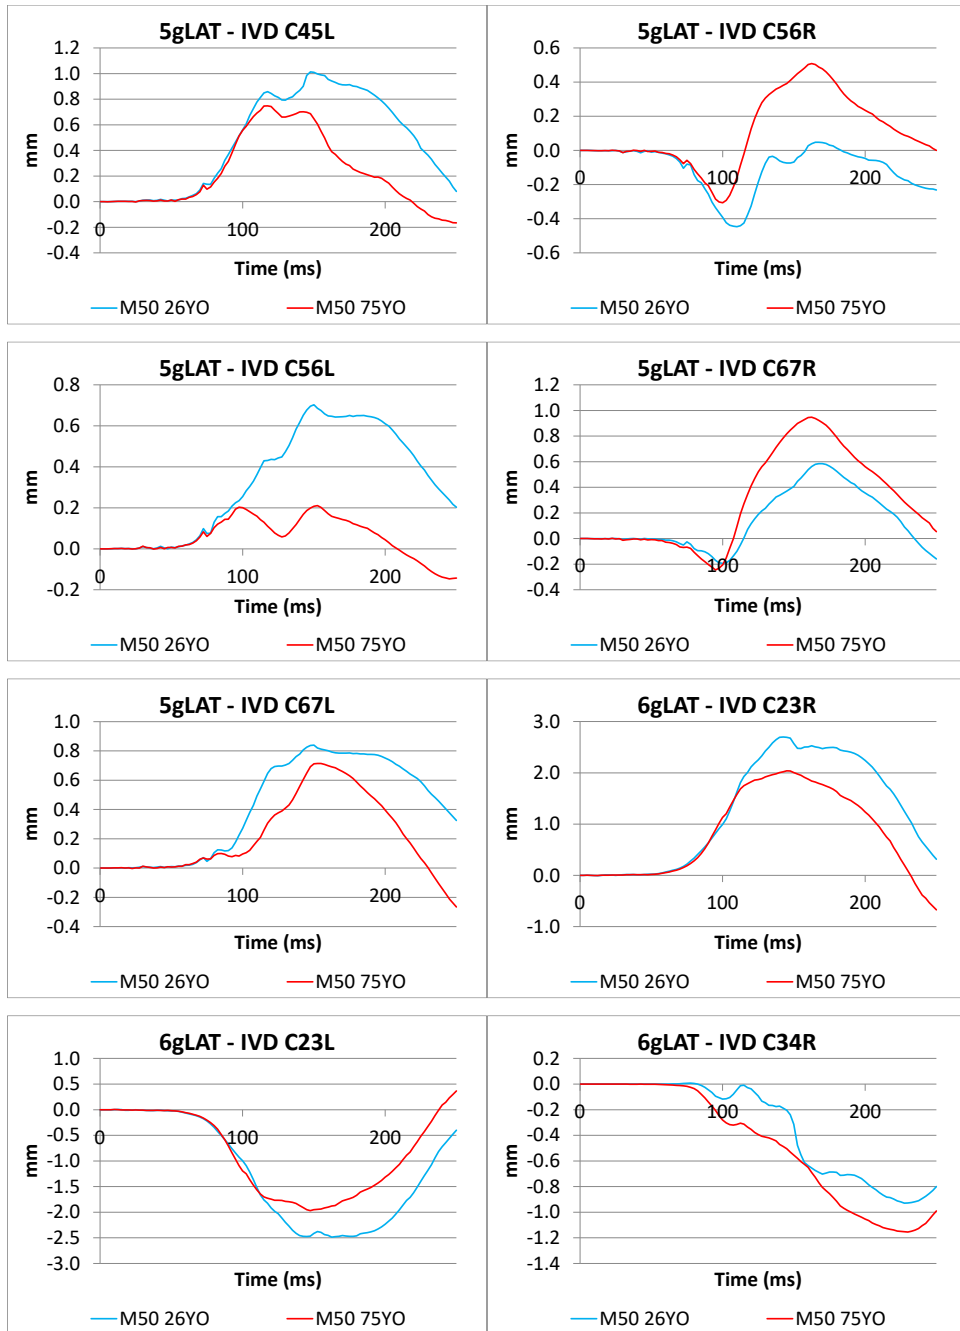 5gLAT - IVD C45L
1.2
1.0
0.8
0.6
0.4
0.2
0.0
-0.2
-0.4
mm
0
100
200
Time (ms)
M50 26YO
M50 75YO
5gLAT - IVD C56R
0.6
0.4
0.2
0.0
-0.2
-0.4
-0.6
mm
0
100
200
Time (ms)
M50 26YO
M50 75YO
5gLAT - IVD C56L
0.8
0.6
0.4
0.2
0.0
-0.2
mm
0
100
200
Time (ms)
M50 26YO
M50 75YO
5gLAT - IVD C67R
1.2
1.0
0.8
0.6
0.4
0.2
0.0
-0.2
-0.4
mm
0
100
200
Time (ms)
M50 26YO
M50 75YO
5gLAT - IVD C67L
1.0
0.8
0.6
0.4
0.2
0.0
-0.2
-0.4
mm
0
100
200
Time (ms)
M50 26YO
M50 75YO
6gLAT - IVD C23R
3.0
2.0
1.0
0.0
-1.0
mm
0
100
200
Time (ms)
M50 26YO
M50 75YO
6gLAT - IVD C23L
1.0
0.5
0.0
-0.5
-1.0
-1.5
-2.0
-2.5
-3.0
mm
0
100
200
Time (ms)
M50 26YO
M50 75YO
6gLAT - IVD C34R
0.2
0.0
-0.2
-0.4
-0.6
-0.8
-1.0
-1.2
-1.4
mm
0
100
200
Time (ms)
M50 26YO
M50 75YO